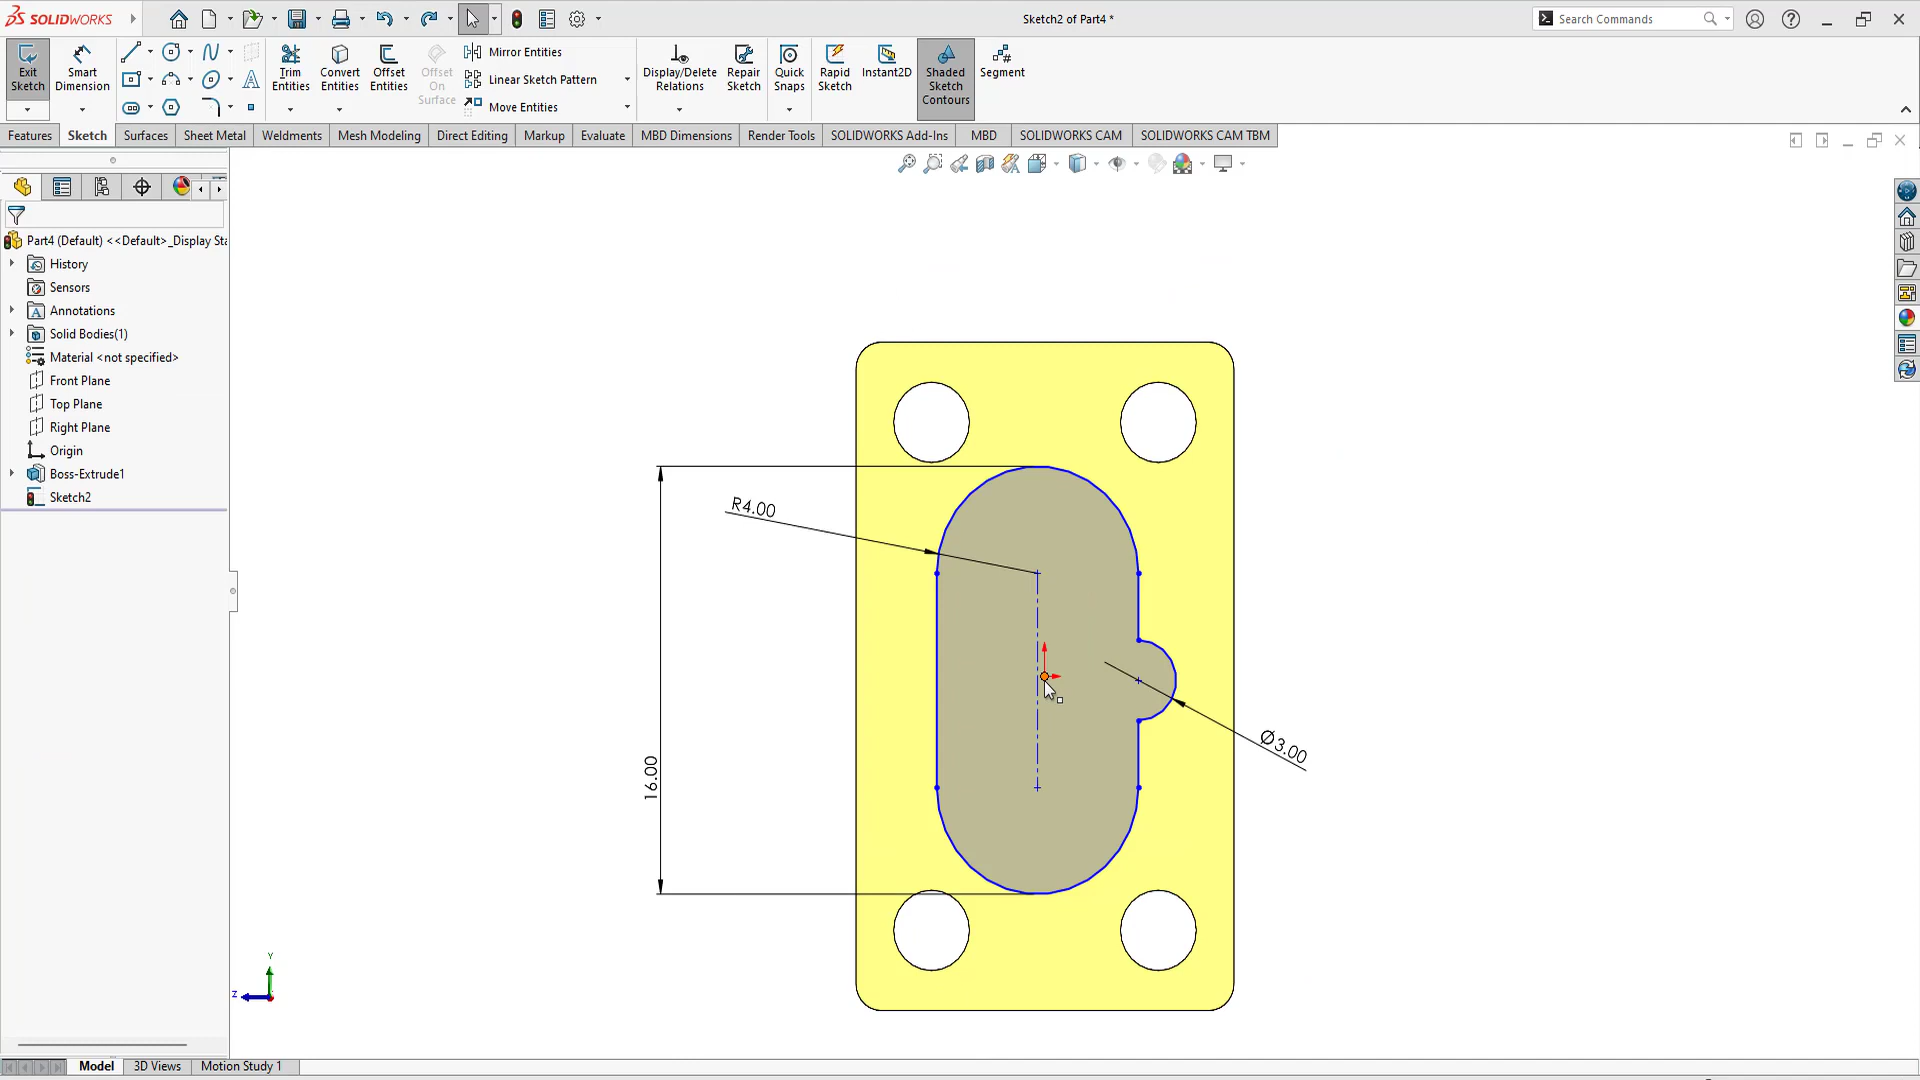 SOLIDWORKS
Sketch2 of Part4 *
Search Commands
Exit
Sketch
Smart
Dimension
Trim
Entities
Convert
Entities
Offset
Entities
Offset
On
Surface
Mirror Entities
Linear Sketch Pattern
Move Entities
Display/Delete
Relations
Repair
Sketch
Quick
Snaps
Rapid
Sketch
Instant2D
Shaded
Sketch
Contours
Segment
Features
Sketch
Surfaces
Sheet Metal
Weldments
Mesh Modeling
Direct Editing
Markup
Evaluate
MBD Dimensions
Render Tools
SOLIDWORKS Add-Ins
MBD
SOLIDWORKS CAM
SOLIDWORKS CAM TBM
Part4 (Default) <<Default>_Display Sta
History
Sensors
Annotations
Solid Bodies(1)
Material <not specified>
Front Plane
Top Plane
Right Plane
Origin
Boss-Extrude1
Sketch2
R4.00
16.00
Ø3.00
Y
Z
Model
3D Views
Motion Study 1